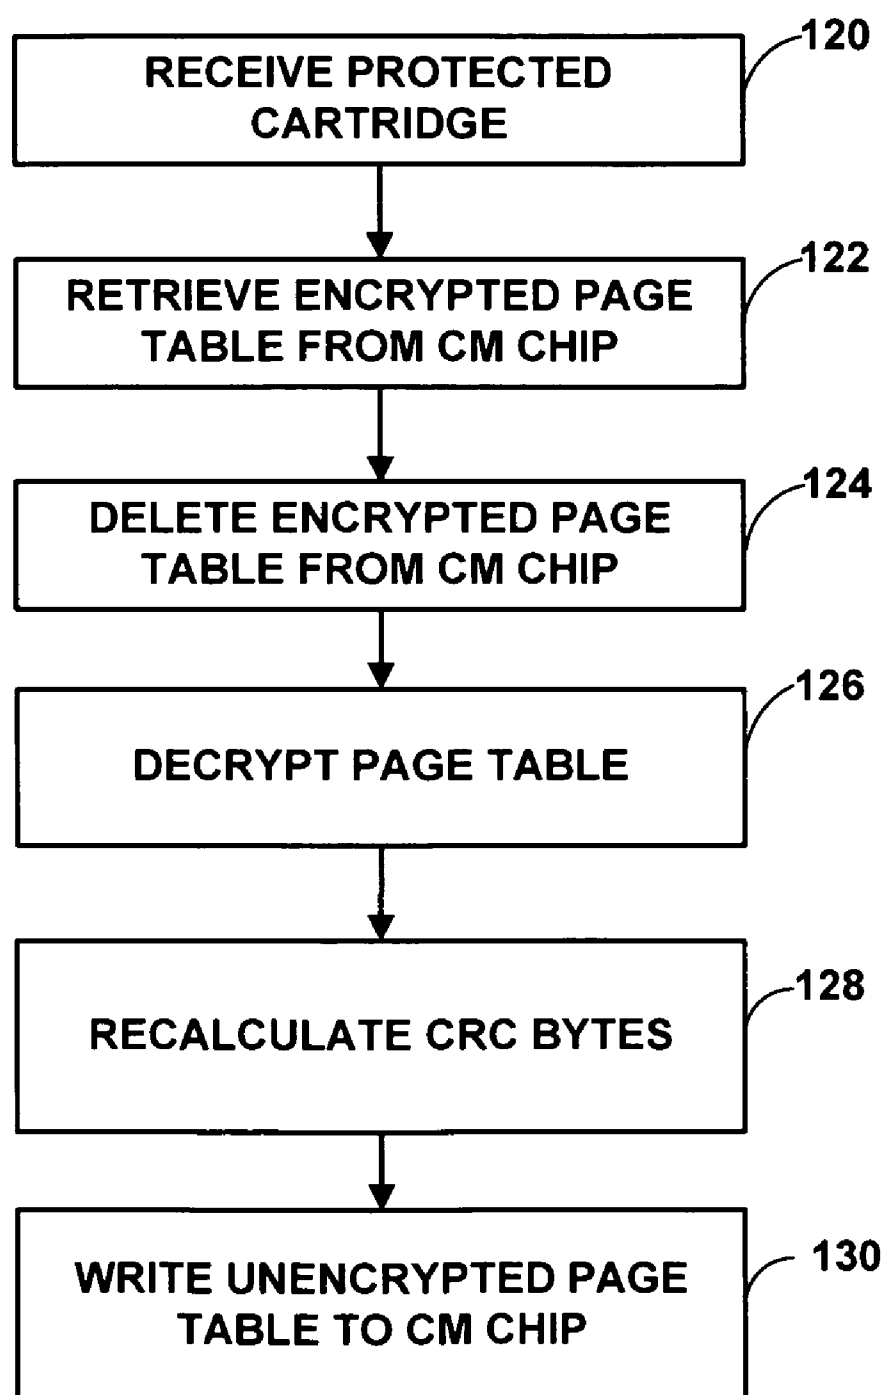 120
RECEIVE PROTECTED
CARTRIDGE
122
RETRIEVE ENCRYPTED PAGE
TABLE FROM CM CHIP
124
DELETE ENCRYPTED PAGE
TABLE FROM CM CHIP
126
DECRYPT PAGE TABLE
128
RECALCULATE CRC BYTES
130
WRITE UNENCRYPTED PAGE
TABLE TO CM CHIP